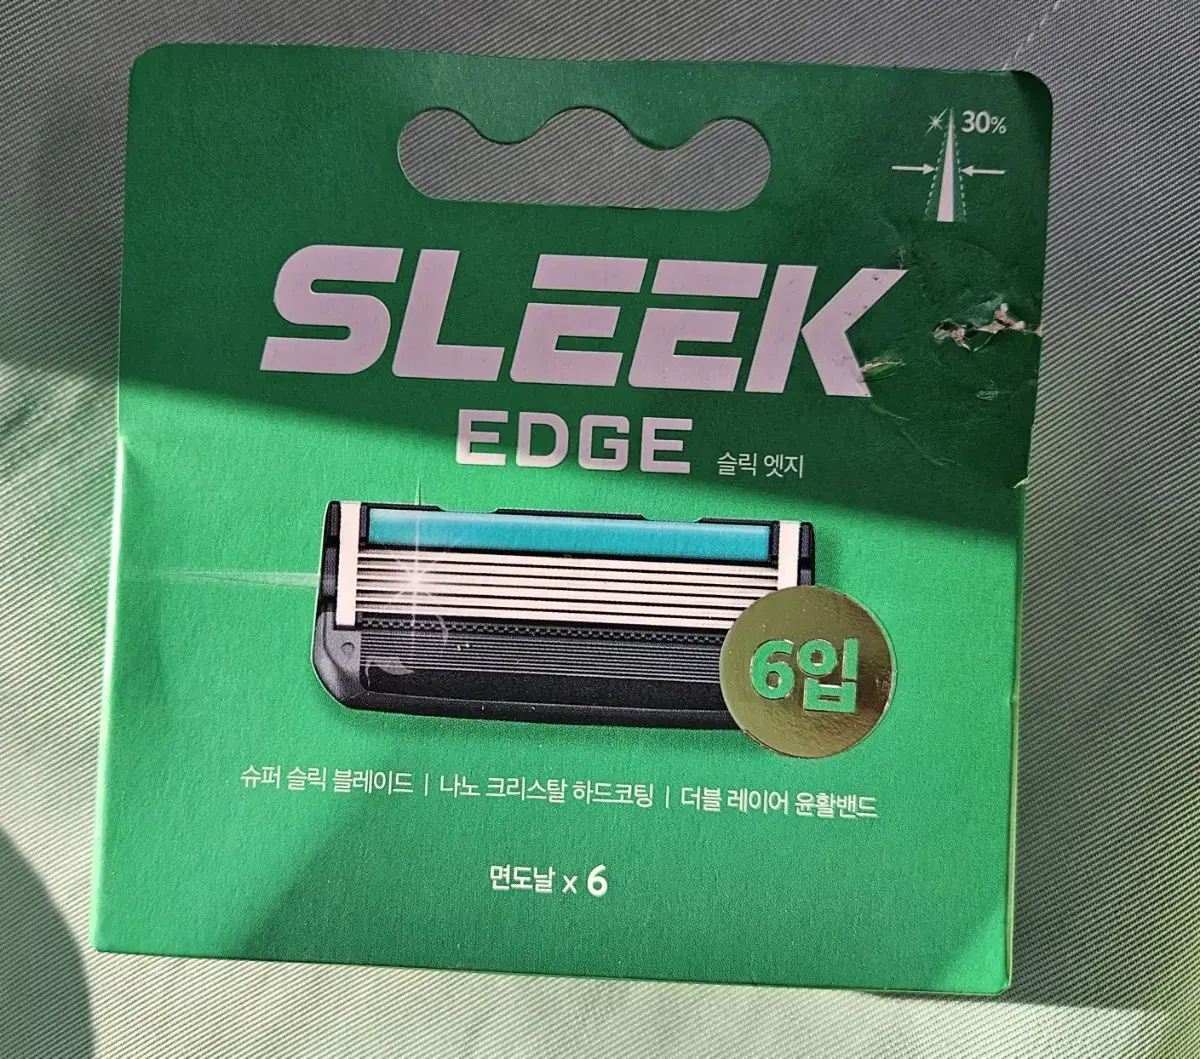 30%
SLEEK
EDGE 슬릭 엣지
6입
슈퍼 슬릭 블레이드 | 나노 크리스탈 하드코팅 | 더블 레이어 윤활밴드
면도날 x 6